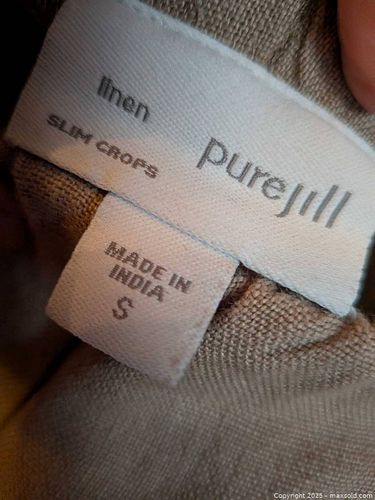 linen
SLIM CROPS
purejill
MADE IN
INDIA
S
Copyright 2025 - maxsold.com